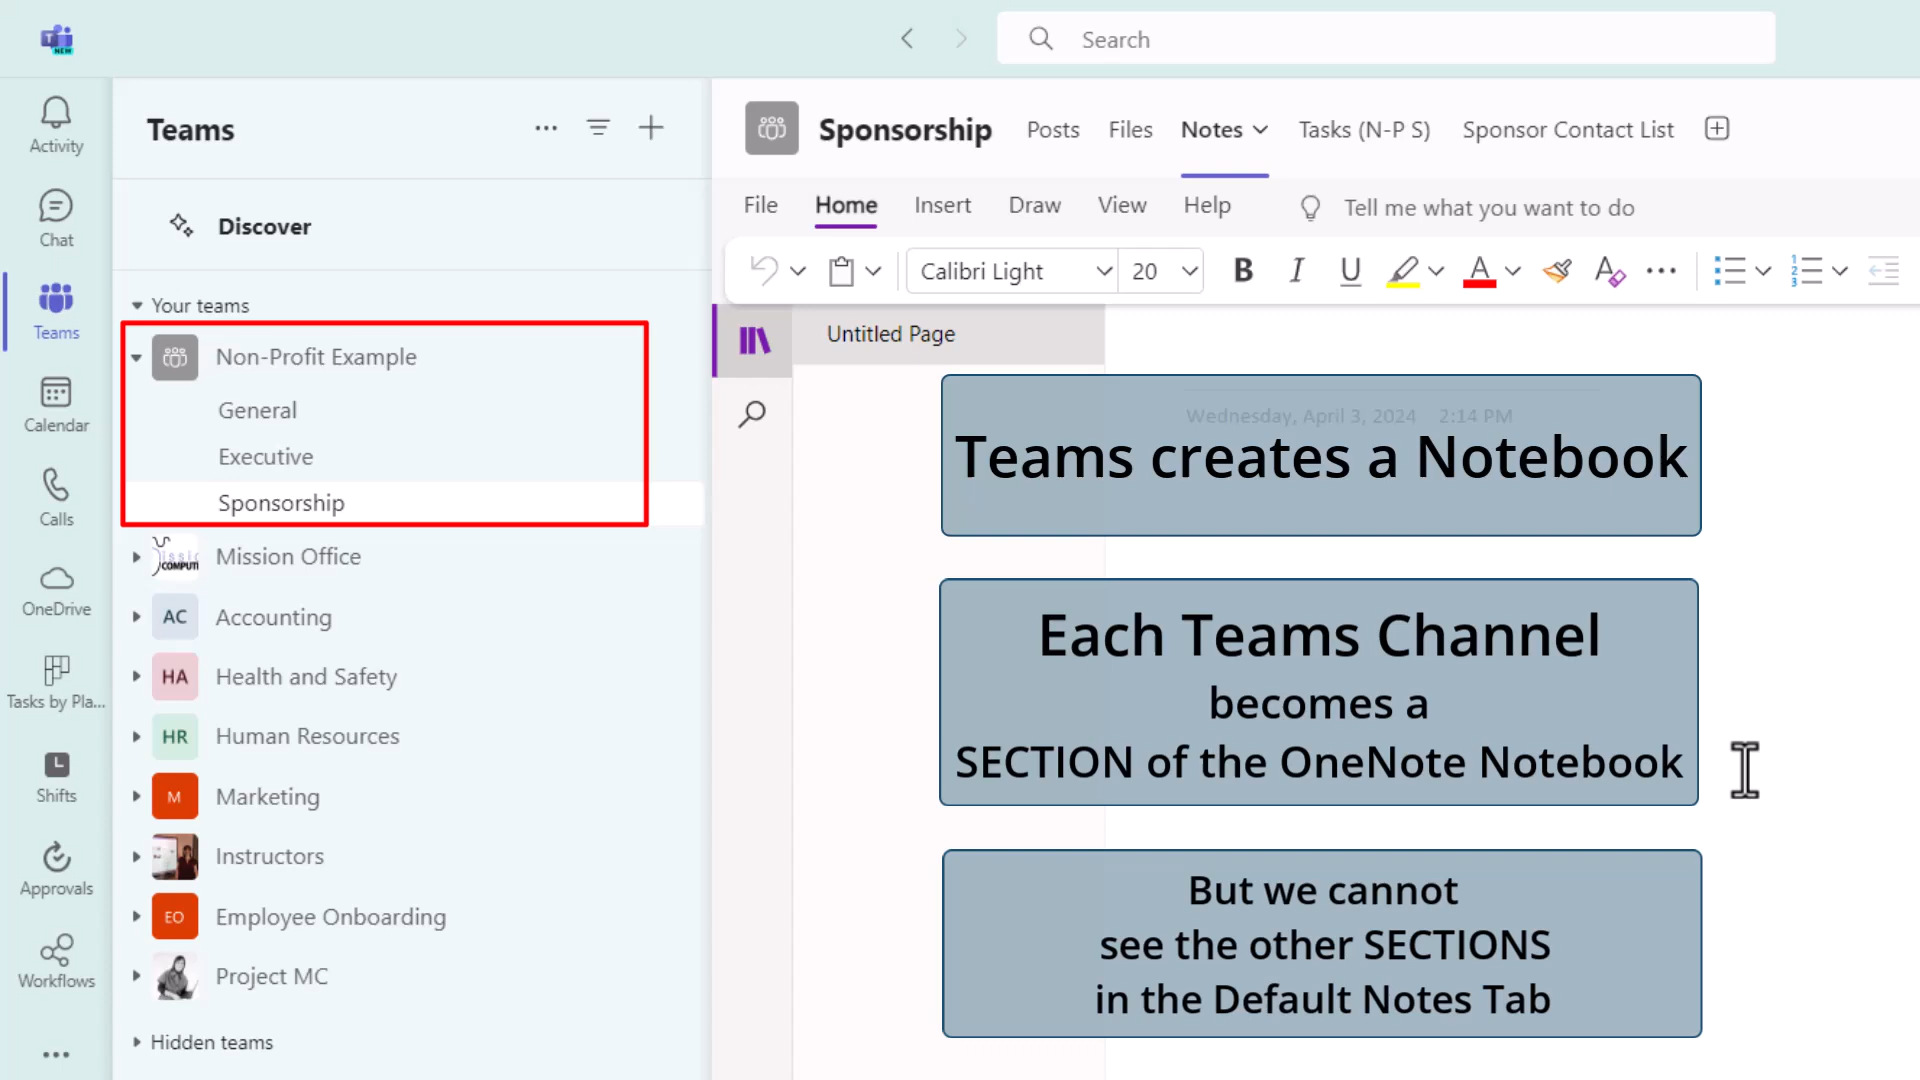 NEW
Search
Activity
Chat
Teams
Calendar
Calls
OneDrive
Tasks by Pla...
Shifts
Approvals
Workflows
Teams
Discover
Your teams
Non-Profit Example
General
Executive
Sponsorship
Mission Office
AC Accounting
HA Health and Safety
HR Human Resources
M Marketing
Instructors
EO Employee Onboarding
Project MC
Hidden teams
Sponsorship Posts Files Notes Tasks (N-P S) Sponsor Contact List
File Home Insert Draw View Help Tell me what you want to do
Calibri Light 20 B I U A A
Untitled Page
Wednesday, April 3, 2024 2:14 PM
Teams creates a Notebook
Each Teams Channel
becomes a
SECTION of the OneNote Notebook
But we cannot
see the other SECTIONS
in the Default Notes Tab